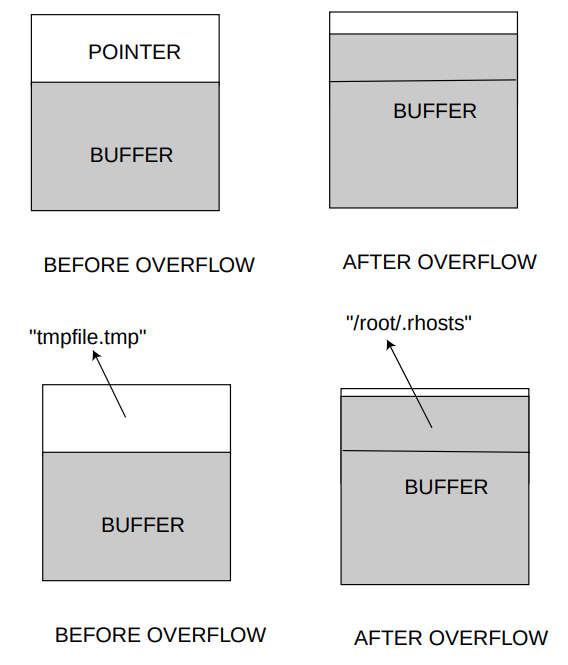 POINTER
BUFFER
BUFFER
BEFORE OVERFLOW
AFTER OVERFLOW
"tmpfile.tmp"
"/root/.rhosts"
BUFFER
BUFFER
BEFORE OVERFLOW
AFTER OVERFLOW